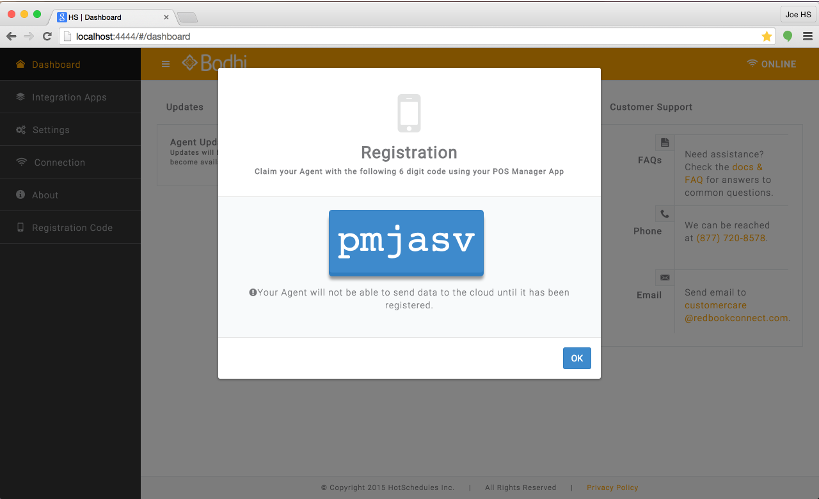 HS | Dashboard
Joe HS
localhost:4444/#/dashboard
Dashboard
Bodhi
ONLINE
Integration Apps
Settings
Connection
About
Registration Code
Updates
Agent Upd
Updates will
become avail
Registration
Claim your Agent with the following 6 digit code using your POS Manager App
pmjasv
Your Agent will not be able to send data to the cloud until it has been
registered.
OK
Customer Support
FAQs
Need assistance?
Check the docs &
FAQ for answers to
common questions.
Phone
We can be reached
at (877) 720-8578.
Email
Send email to
customercare
@redbookconnect.com.
© Copyright 2015 HotSchedules Inc. | All Rights Reserved | Privacy Policy